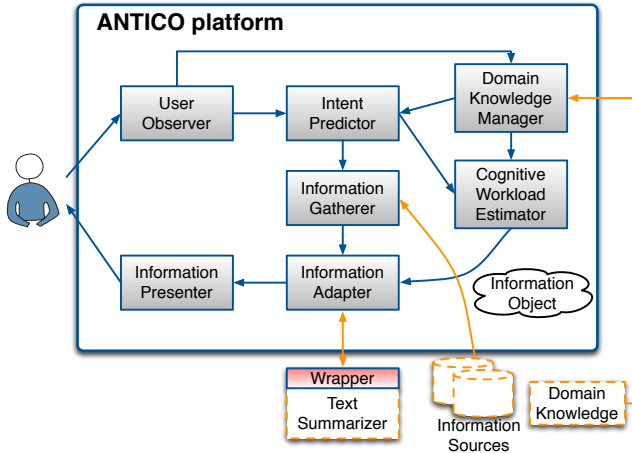 ANTICO platform
User
Observer
Intent
Predictor
Domain
Knowledge
Manager
Information
Gatherer
Cognitive
Workload
Estimator
Information
Presenter
Information
Adapter
Information
Object
Wrapper
Text
Summarizer
Information
Sources
Domain
Knowledge